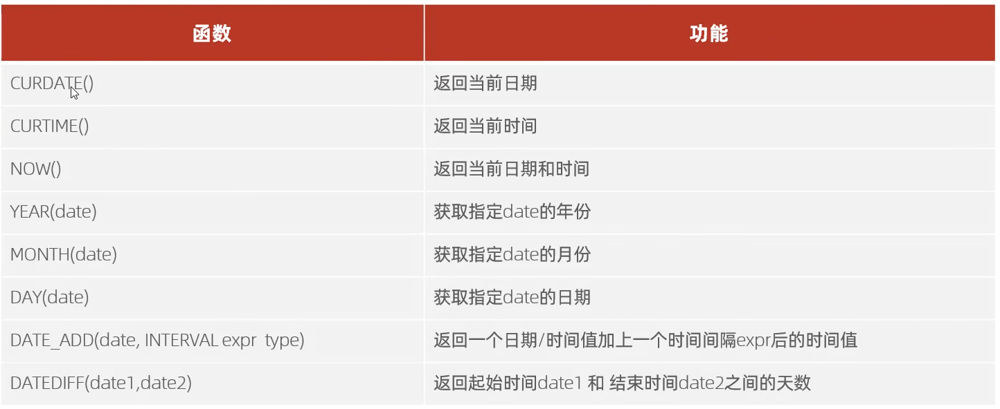 函数 功能
CURDATE() 返回当前日期
CURTIME() 返回当前时间
NOW() 返回当前日期和时间
YEAR(date) 获取指定date的年份
MONTH(date) 获取指定date的月份
DAY(date) 获取指定date的日期
DATE_ADD(date, INTERVAL expr type) 返回一个日期/时间值加上一个时间间隔expr后的时间值
DATEDIFF(date1,date2) 返回起始时间date1 和 结束时间date2之间的天数